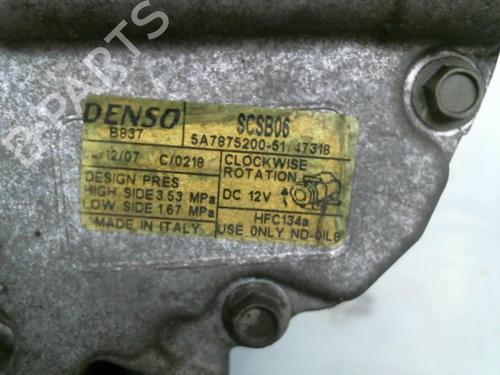 B PARTS
DENSO SCSB06
B837 5A7875200-51, 47318
12/07 C/0218 CLOCKWISE
ROTATION
DESIGN PRES
HIGH SIDE 3.53 MPa DC 12V
LOW SIDE 1.67 MPa HFC134a
MADE IN ITALY USE ONLY ND-OIL8